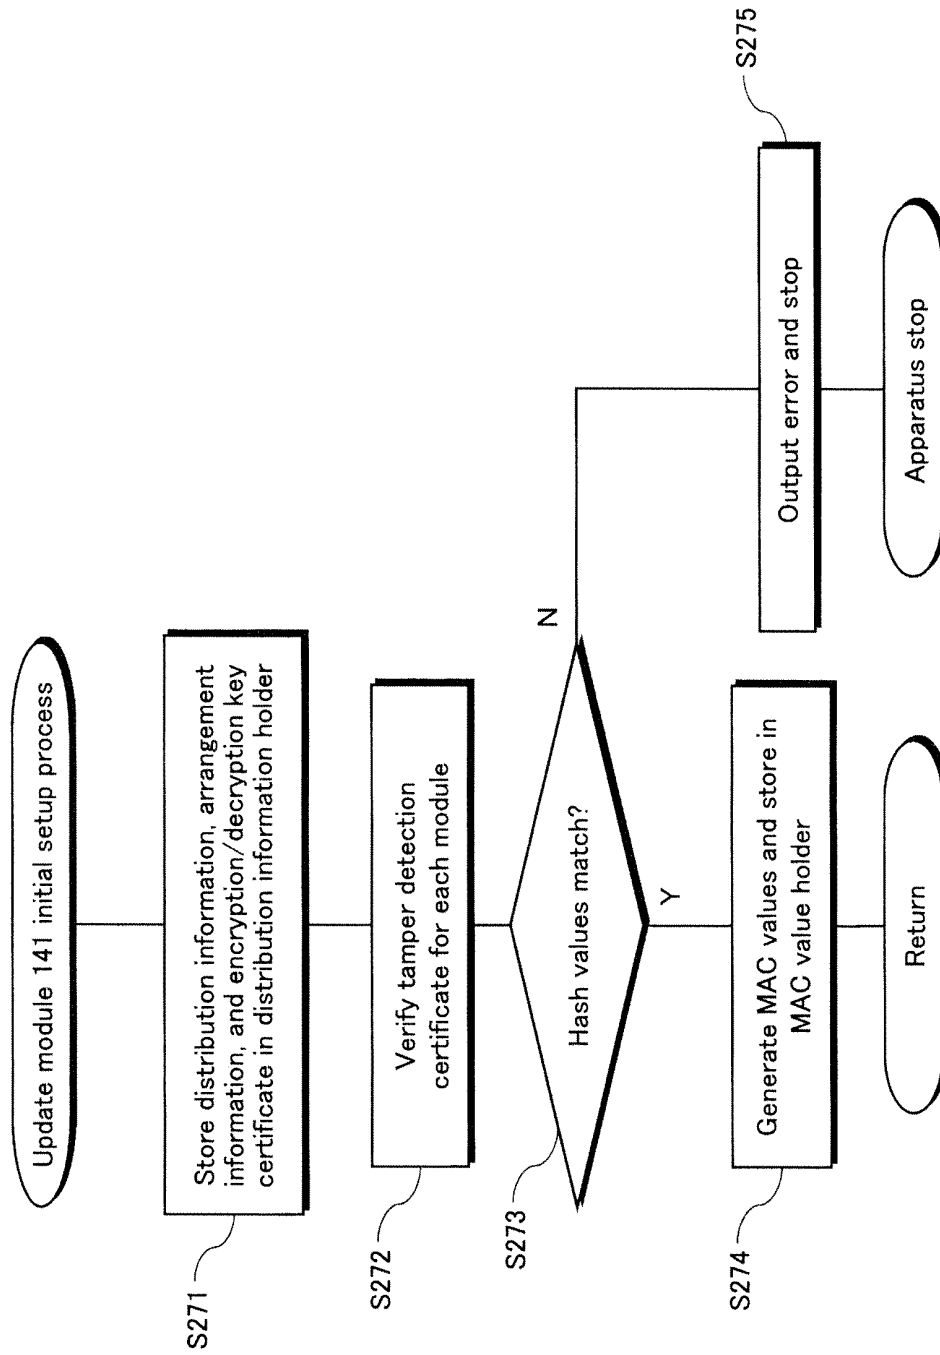 Update module 141 initial setup process
S271
Store distribution information, arrangement
information, and encryption/decryption key
certificate in distribution information holder
S272
Verify tamper detection
certificate for each module
S273
Hash values match?
N
Y
S274
Generate MAC values and store in
MAC value holder
S275
Output error and stop
Return
Apparatus stop